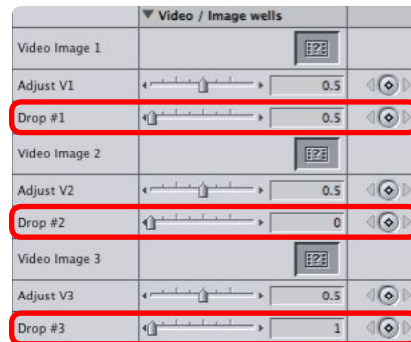 ▼ Video / Image wells
Video Image 1
Adjust V1 0.5
Drop #1 0.5
Video Image 2
Adjust V2 0.5
Drop #2 0
Video Image 3
Adjust V3 0.5
Drop #3 1